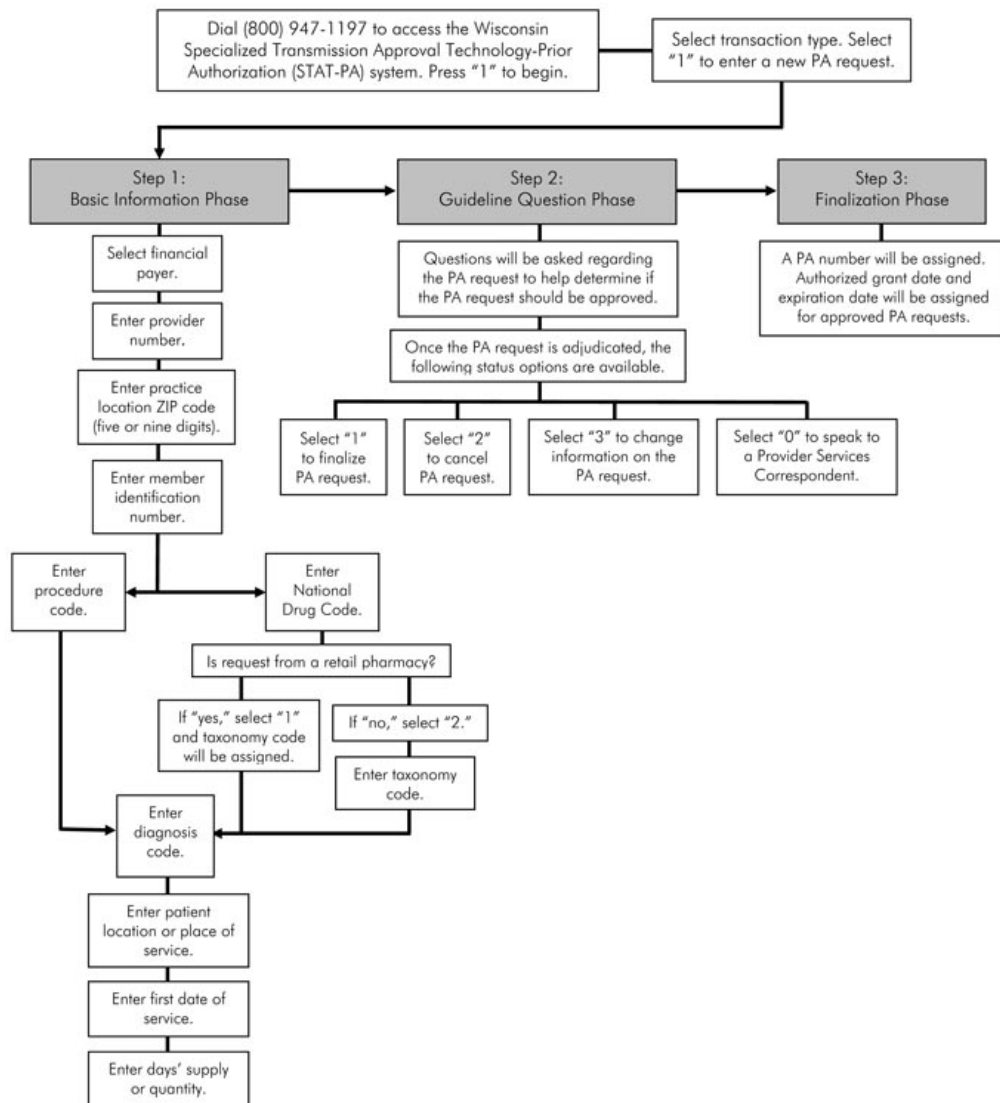 Dial (800) 947-1197 to access the Wisconsin
Specialized Transmission Approval Technology-Prior
Authorization (STAT-PA) system. Press “1” to begin.
Select transaction type. Select
“1” to enter a new PA request.
Step 1:
Basic Information Phase
Step 2:
Guideline Question Phase
Step 3:
Finalization Phase
Select financial
payer.
Enter provider
number.
Enter practice
location ZIP code
(five or nine digits).
Enter member
identification
number.
Questions will be asked regarding
the PA request to help determine if
the PA request should be approved.
Once the PA request is adjudicated, the
following status options are available.
Select “1”
to finalize
PA request.
Select “2”
to cancel
PA request.
Select “3” to change
information on the
PA request.
Select “0” to speak to
a Provider Services
Correspondent.
A PA number will be assigned.
Authorized grant date and
expiration date will be assigned
for approved PA requests.
Enter
procedure
code.
Enter
National
Drug Code.
Is request from a retail pharmacy?
If “yes,” select “1”
and taxonomy code
will be assigned.
If “no,” select “2.”
Enter taxonomy
code.
Enter
diagnosis
code.
Enter patient
location or place of
service.
Enter first date of
service.
Enter days’ supply
or quantity.